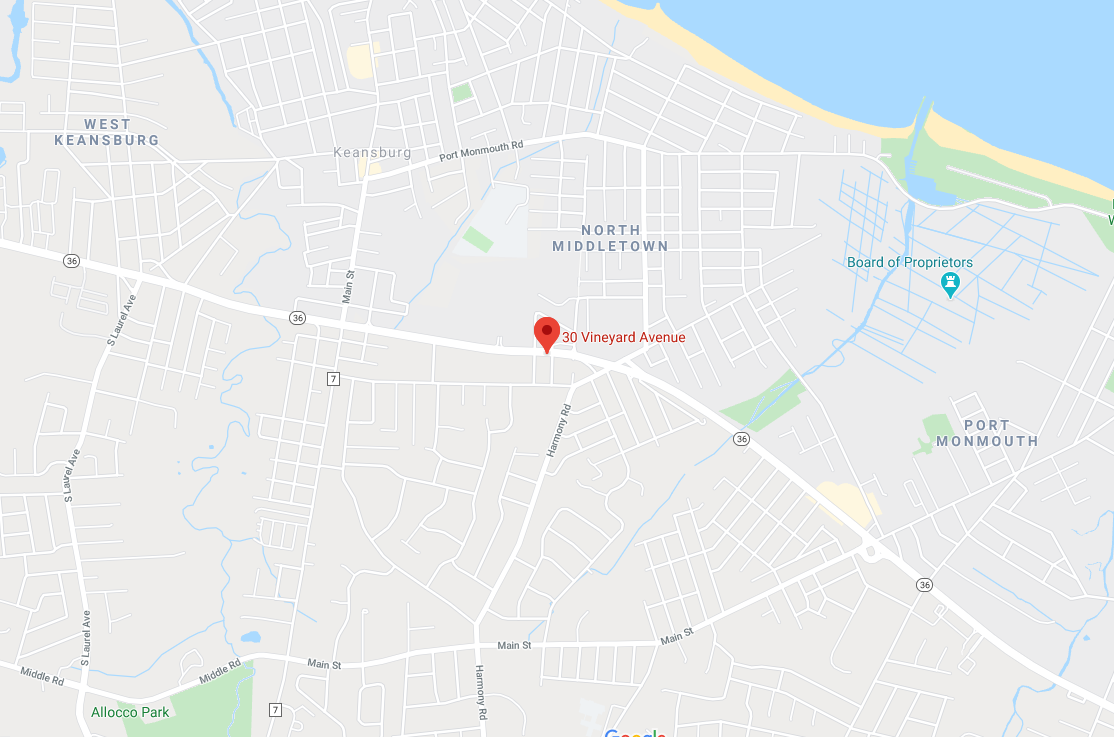 WEST
KEANSBURG
Keansburg
Port Monmouth Rd
NORTH
MIDDLETOWN
36
Main St
Board of Proprietors
S Laurel Ave
36
30 Vineyard Avenue
7
Harmony Rd
36
PORT
MONMOUTH
S Laurel Ave
36
S Laurel Ave
Main St
Main St
Middle Rd
Main St
Middle Rd
Harmony Rd
Allocco Park
7
Google